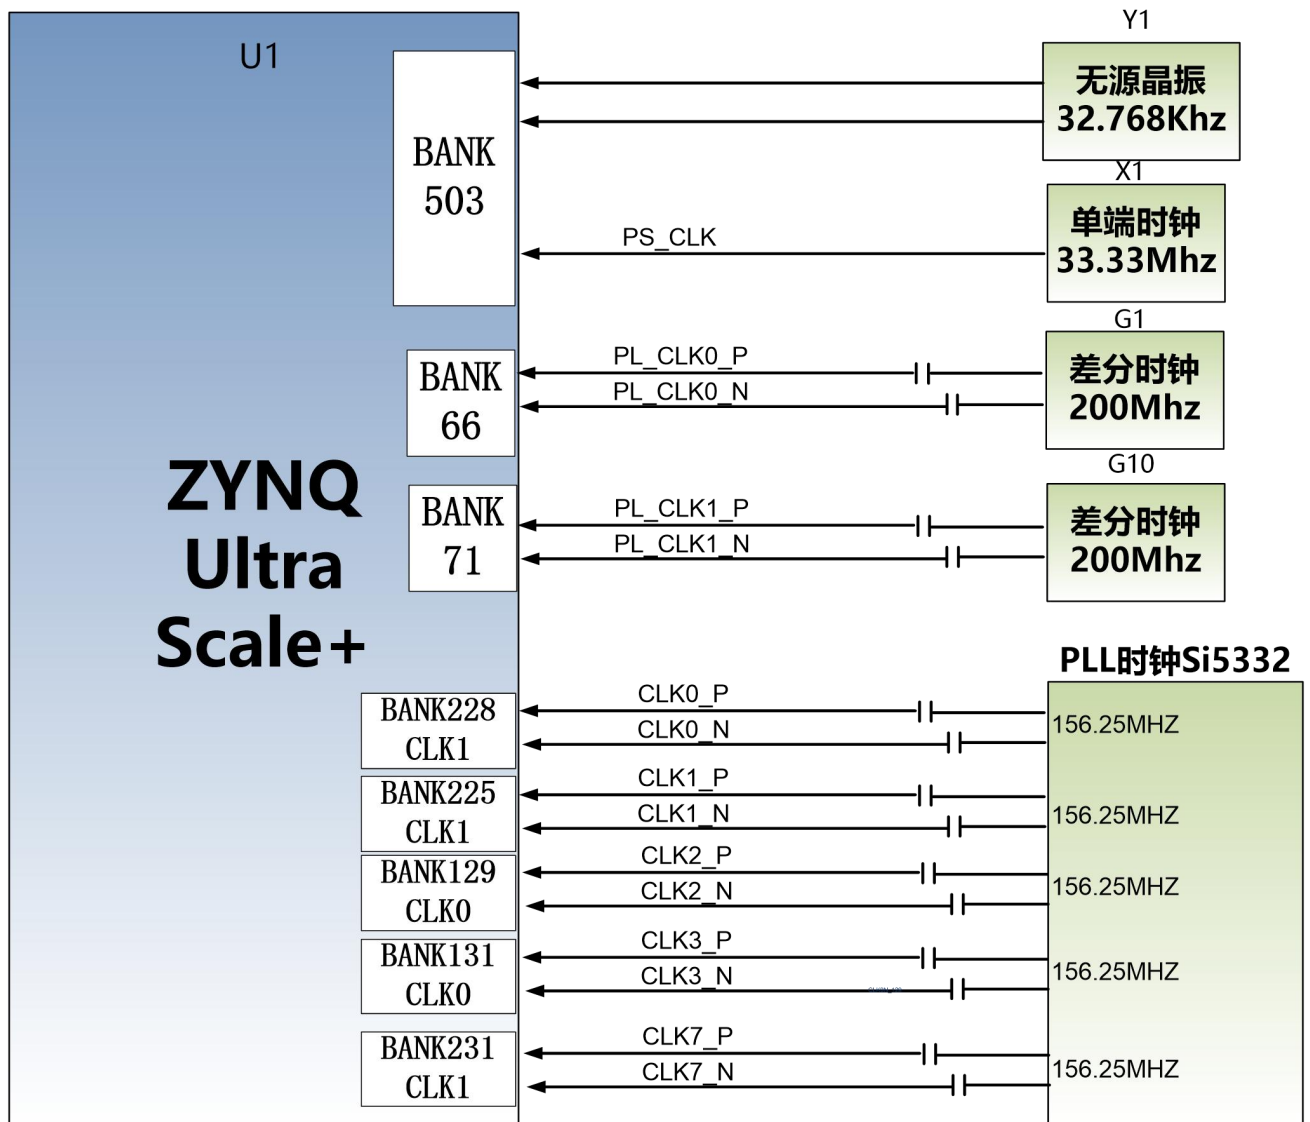 U1
Y1
无源晶振
32.768Khz
BANK
503
X1
单端时钟
33.33Mhz
PS_CLK
G1
差分时钟
200Mhz
PL_CLK0_P
PL_CLK0_N
BANK
66
G10
差分时钟
200Mhz
PL_CLK1_P
PL_CLK1_N
BANK
71
ZYNQ
Ultra
Scale+
PLL时钟Si5332
BANK228
CLK1
CLK0_P
CLK0_N
156.25MHZ
BANK225
CLK1
CLK1_P
CLK1_N
156.25MHZ
BANK129
CLK0
CLK2_P
CLK2_N
156.25MHZ
BANK131
CLK0
CLK3_P
CLK3_N
156.25MHZ
BANK231
CLK1
CLK7_P
CLK7_N
156.25MHZ